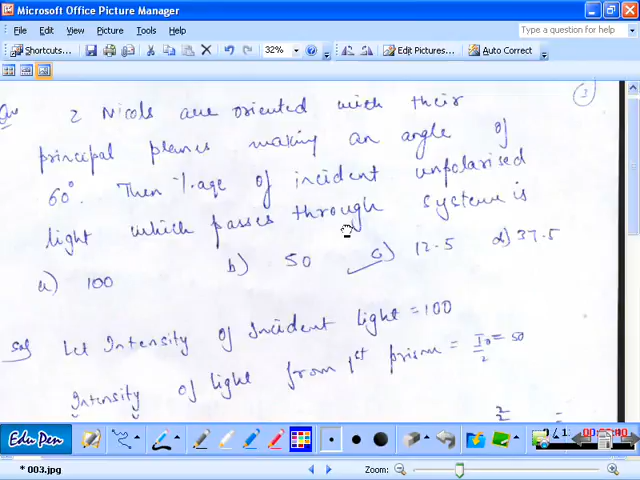 Microsoft Office Picture Manager
File Edit View Picture Tools Help
Type a question for help
Shortcuts... 32% Edit Pictures... Auto Correct
3
Qn 2 Nicols are oriented with their
principal planes making an angle of
60°. Then %age of incident unpolarised
light which passes through system is
a) 100 b) 50 c) 12.5 d) 37.5
Sol Let Intensity of Incident light = 100
Intensity of light from 1st prism = I0/2 = 50
Edu Pen
*003.jpg
Zoom: